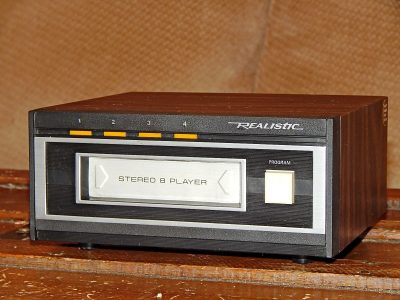 1 2 3 4 REALISTIC
PROGRAM
STEREO 8 PLAYER